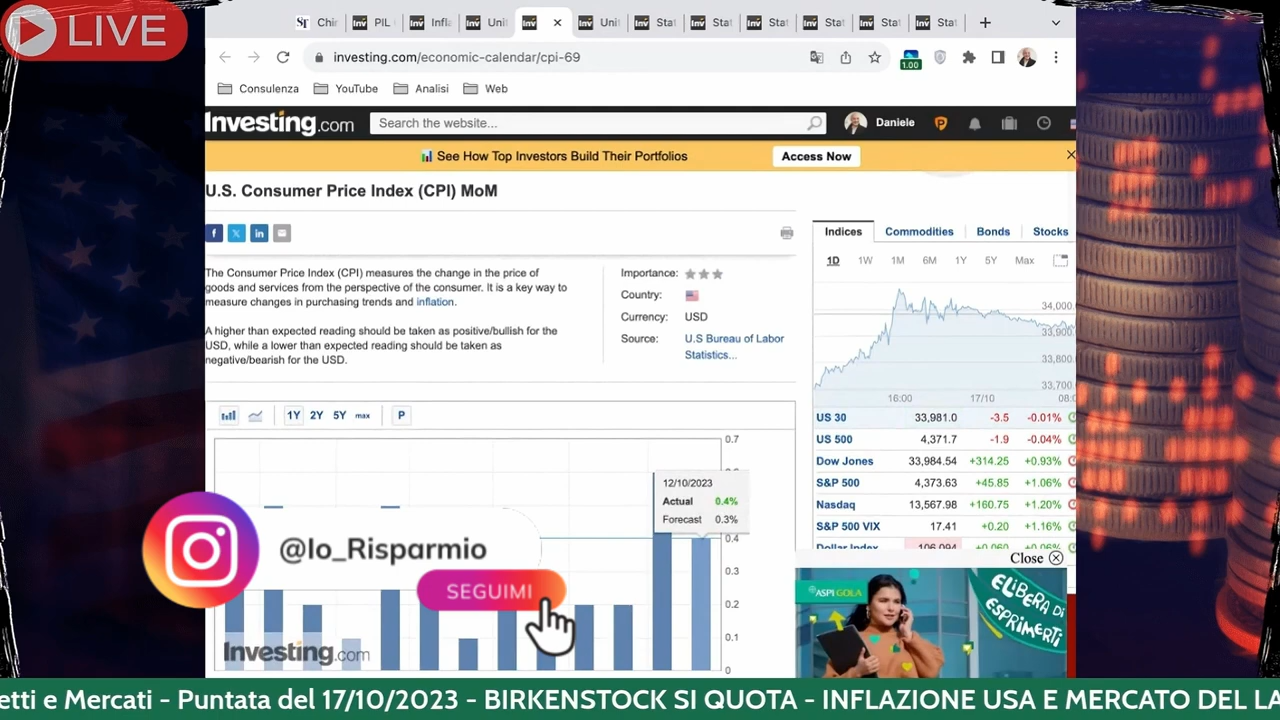 LIVE
Chi
PIL
Infla
Unit
Unit
Stat
Stat
Stat
Stat
Stat
Stat
investing.com/economic-calendar/cpi-69
1.00
Consulenza YouTube Analisi Web
Investing.com
Search the website...
Daniele
See How Top Investors Build Their Portfolios
Access Now
U.S. Consumer Price Index (CPI) MoM
The Consumer Price Index (CPI) measures the change in the price of
goods and services from the perspective of the consumer. It is a key way to
measure changes in purchasing trends and inflation.
A higher than expected reading should be taken as positive/bullish for the
USD, while a lower than expected reading should be taken as
negative/bearish for the USD.
Importance:
Country:
Currency: USD
Source: U.S Bureau of Labor
Statistics...
Indices Commodities Bonds Stocks
1D 1W 1M 6M 1Y 5Y Max
34,000.
33,900.
33,800.
33,700.
16:00 17/10 08:0
US 30 33,981.0 -3.5 -0.01%
US 500 4,371.7 -1.9 -0.04%
Dow Jones 33,984.54 +314.25 +0.93%
S&P 500 4,373.63 +45.85 +1.06%
Nasdaq 13,567.98 +160.75 +1.20%
S&P 500 VIX 17.41 +0.20 +1.16%
Dollar Index 106.094 +0.060 +0.06%
Close
1Y 2Y 5Y max P
0.7
12/10/2023
Actual 0.4%
Forecast 0.3%
0.4
0.3
0.2
0.1
0
Investing.com
@Io_Risparmio
SEGUIMI
ASPI GOLA
ELIBERA DI
ESPRIMERTI
etti e Mercati - Puntata del 17/10/2023 - BIRKENSTOCK SI QUOTA - INFLAZIONE USA E MERCATO DEL LA